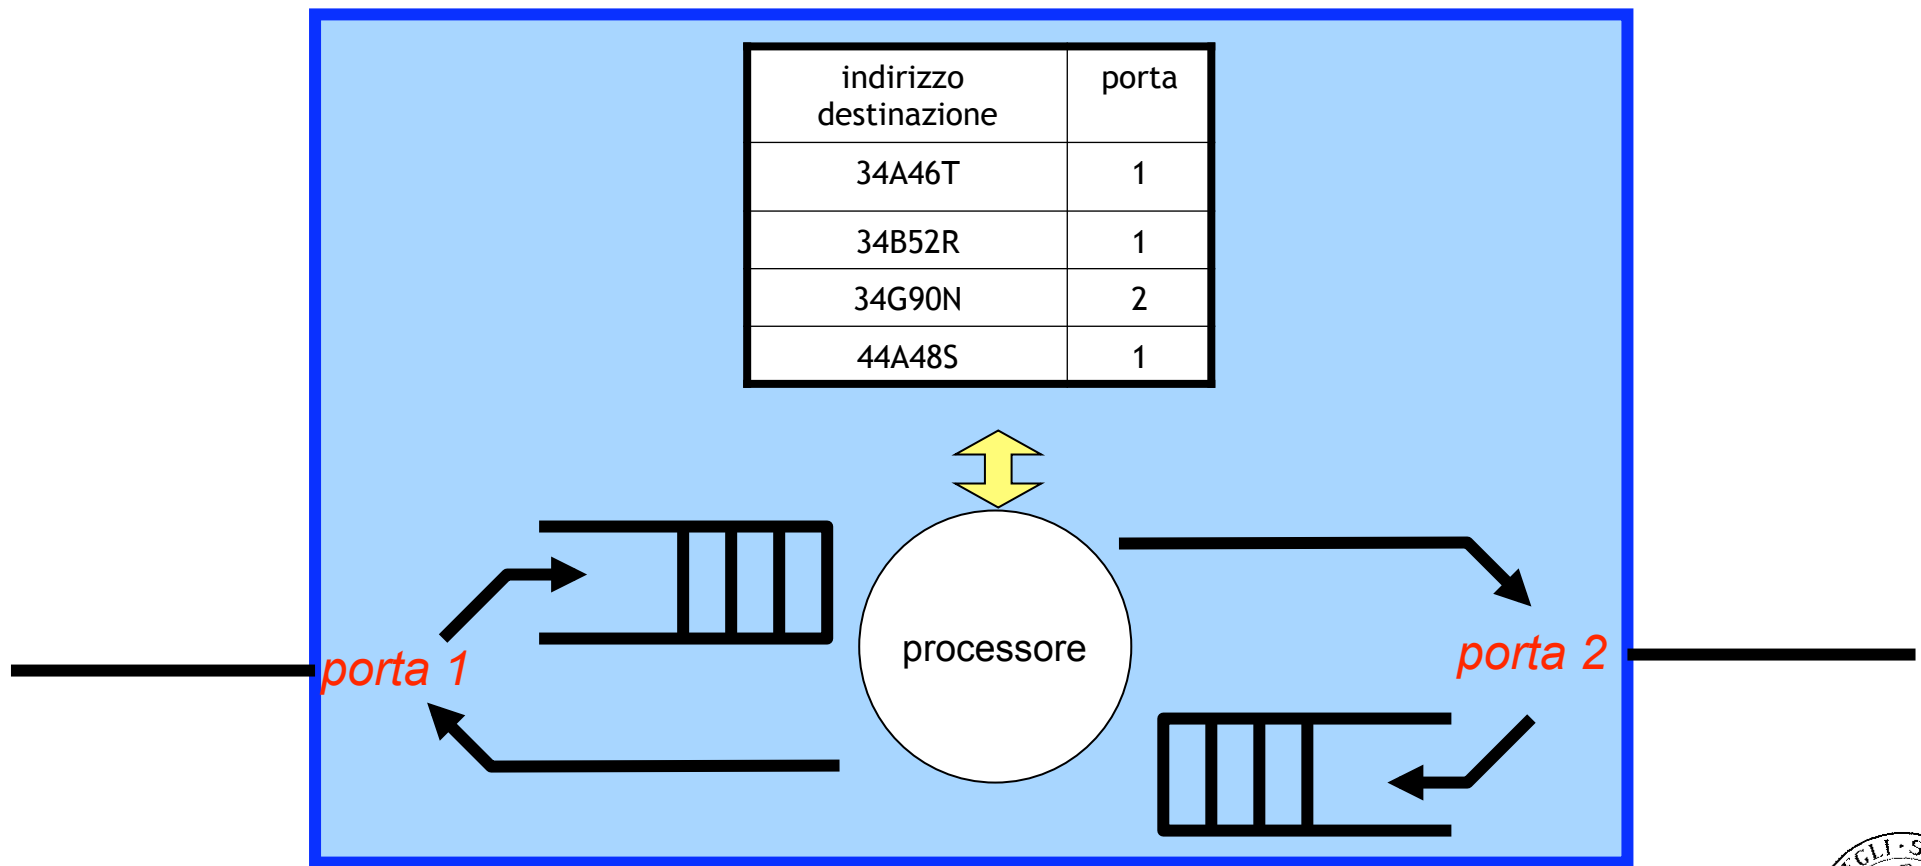 indirizzo porta
destinazione
34A46T 1
34B52R 1
34G90N 2
44A48S 1
processore
porta 1
porta 2